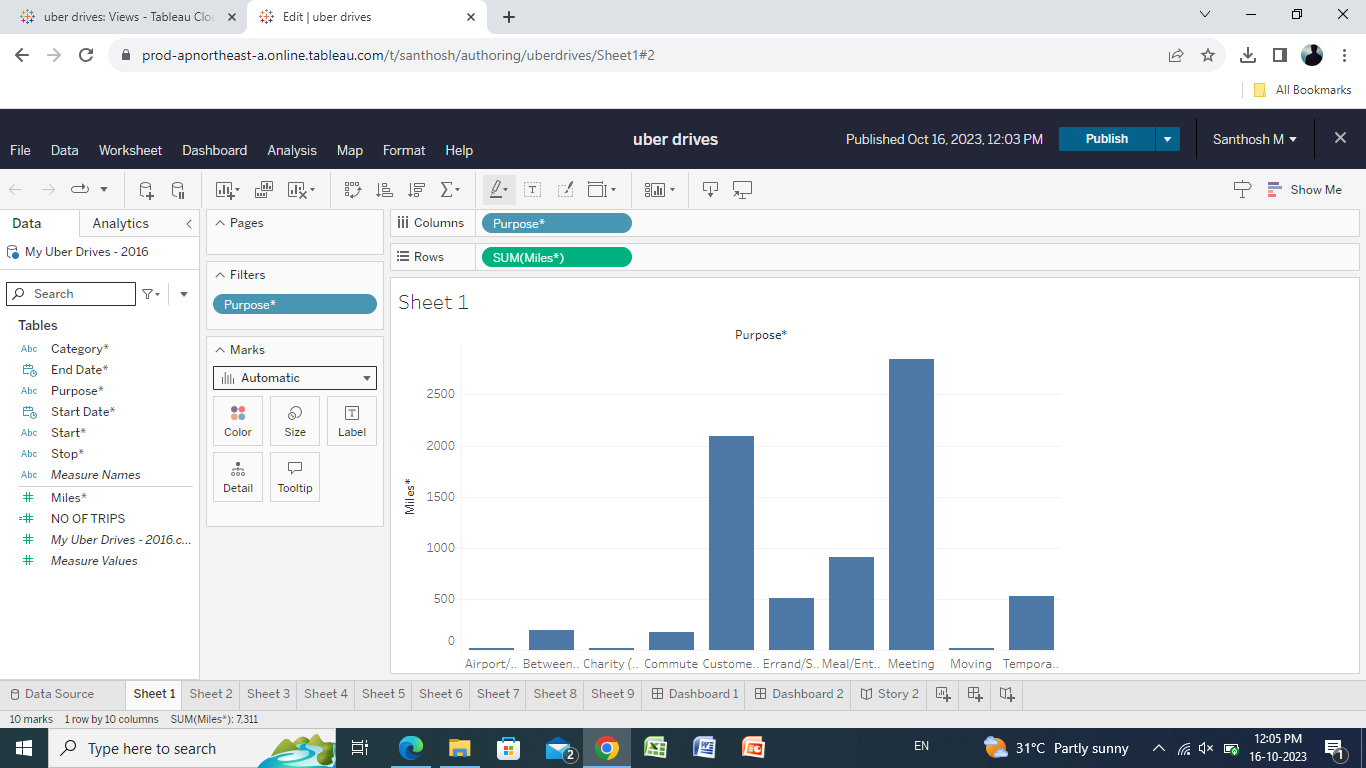 uber drives: Views - Tableau Clou
Edit | uber drives
prod-apnortheast-a.online.tableau.com/t/santhosh/authoring/uberdrives/Sheet1#2
All Bookmarks
uber drives
Published Oct 16, 2023, 12:03 PM
Publish
Santhosh M
File Data Worksheet Dashboard Analysis Map Format Help
Show Me
Data Analytics
My Uber Drives - 2016
Search
Tables
Abc Category*
End Date*
Abc Purpose*
Start Date*
Abc Start*
Abc Stop*
Abc Measure Names
# Miles*
=# NO OF TRIPS
# My Uber Drives - 2016.c...
# Measure Values
Pages
Filters
Purpose*
Marks
Automatic
Color Size Label
Detail Tooltip
Columns Purpose*
Rows SUM(Miles*)
Sheet 1
Purpose*
2500
2000
1500
1000
500
0
Miles*
Airport/.. Between.. Charity (.. Commute Custome.. Errand/S.. Meal/Ent.. Meeting Moving Tempora..
Data Source Sheet 1 Sheet 2 Sheet 3 Sheet 4 Sheet 5 Sheet 6 Sheet 7 Sheet 8 Sheet 9 Dashboard 1 Dashboard 2 Story 2
10 marks 1 row by 10 columns SUM(Miles*): 7,311
Type here to search
2
EN
31°C Partly sunny
12:05 PM
16-10-2023
1